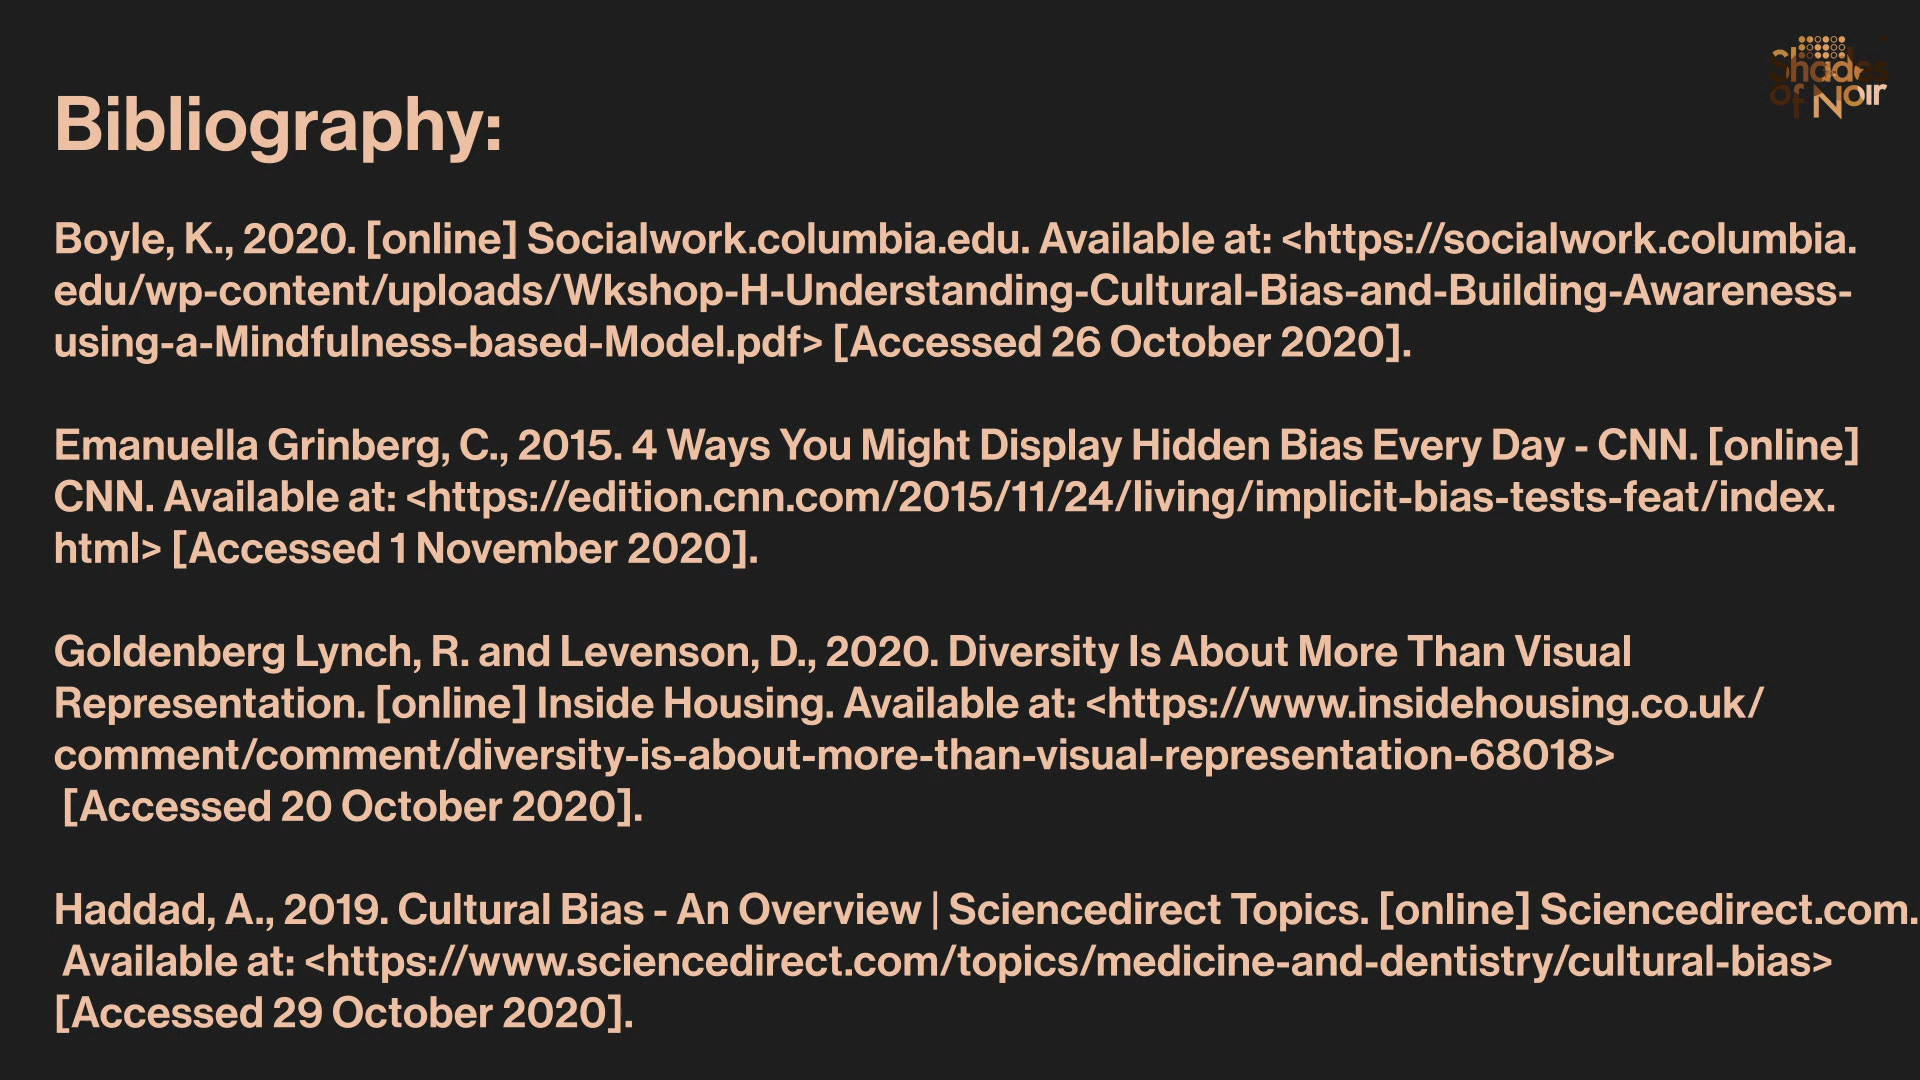 Shades
of Noir
Bibliography:
Boyle, K., 2020. [online] Socialwork.columbia.edu. Available at: <https://socialwork.columbia.
edu/wp-content/uploads/Wkshop-H-Understanding-Cultural-Bias-and-Building-Awareness-
using-a-Mindfulness-based-Model.pdf> [Accessed 26 October 2020].
Emanuella Grinberg, C., 2015. 4 Ways You Might Display Hidden Bias Every Day - CNN. [online]
CNN. Available at: <https://edition.cnn.com/2015/11/24/living/implicit-bias-tests-feat/index.
html> [Accessed 1 November 2020].
Goldenberg Lynch, R. and Levenson, D., 2020. Diversity Is About More Than Visual
Representation. [online] Inside Housing. Available at: <https://www.insidehousing.co.uk/
comment/comment/diversity-is-about-more-than-visual-representation-68018>
[Accessed 20 October 2020].
Haddad, A., 2019. Cultural Bias - An Overview | Sciencedirect Topics. [online] Sciencedirect.com.
Available at: <https://www.sciencedirect.com/topics/medicine-and-dentistry/cultural-bias>
[Accessed 29 October 2020].